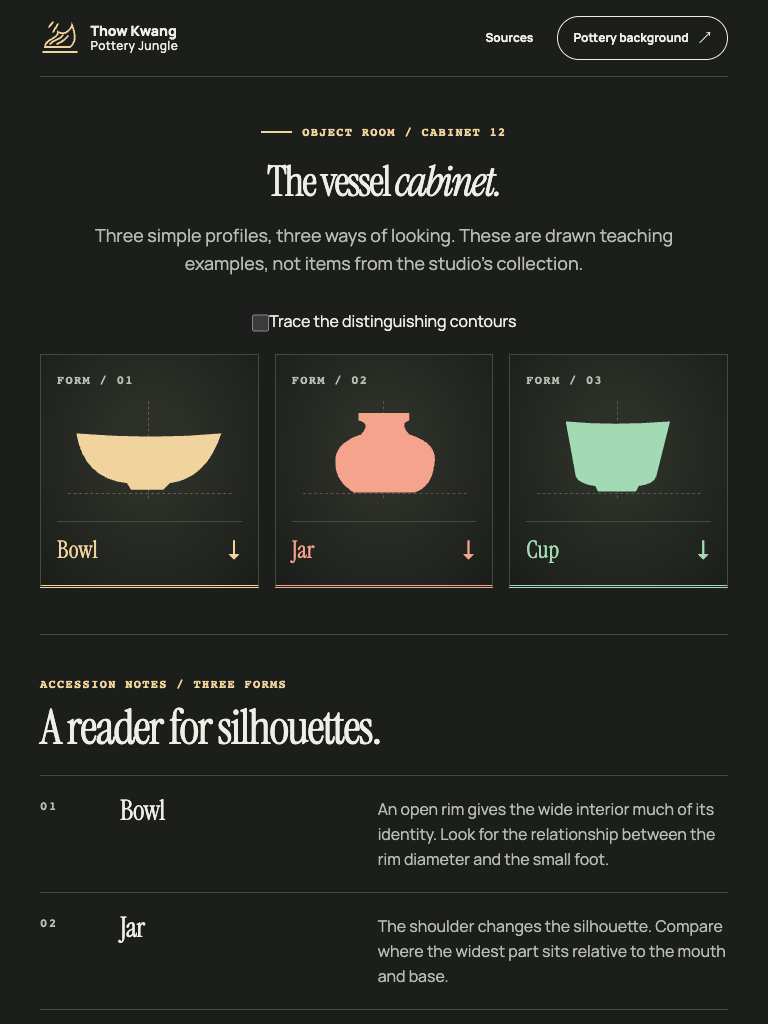 Thow Kwang
Pottery Jungle
Sources
Pottery background ↗
OBJECT ROOM / CABINET 12
The vessel cabinet.
Three simple profiles, three ways of looking. These are drawn teaching
examples, not items from the studio’s collection.
Trace the distinguishing contours
FORM / 01
Bowl ↓
FORM / 02
Jar ↓
FORM / 03
Cup ↓
ACCESSION NOTES / THREE FORMS
A reader for silhouettes.
01
Bowl
An open rim gives the wide interior much of its
identity. Look for the relationship between the
rim diameter and the small foot.
02
Jar
The shoulder changes the silhouette. Compare
where the widest part sits relative to the mouth
and base.